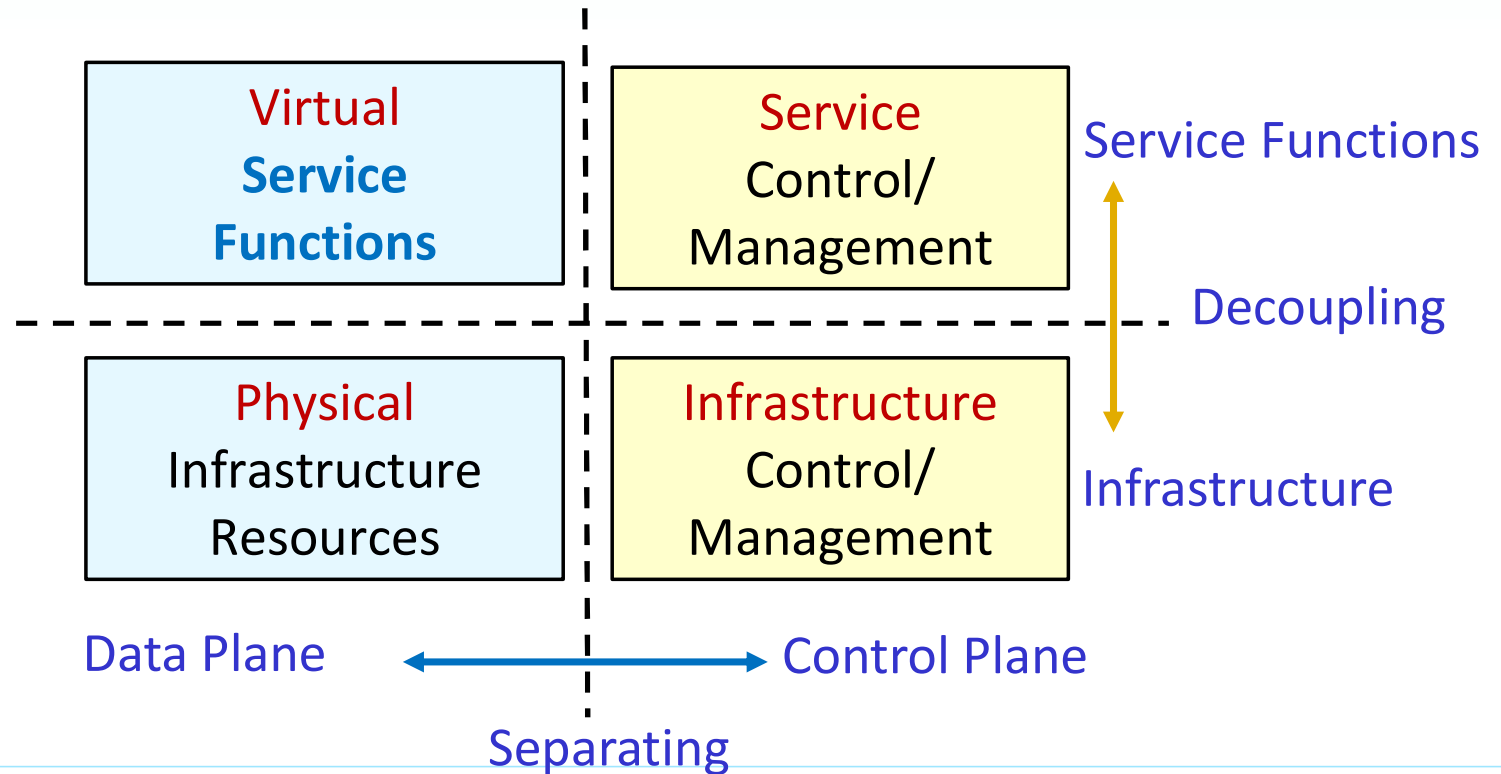 Virtual
Service
Functions
Service
Control/
Management
Service Functions
Decoupling
Physical
Infrastructure
Resources
Infrastructure
Control/
Management
Infrastructure
Data Plane
Control Plane
Separating